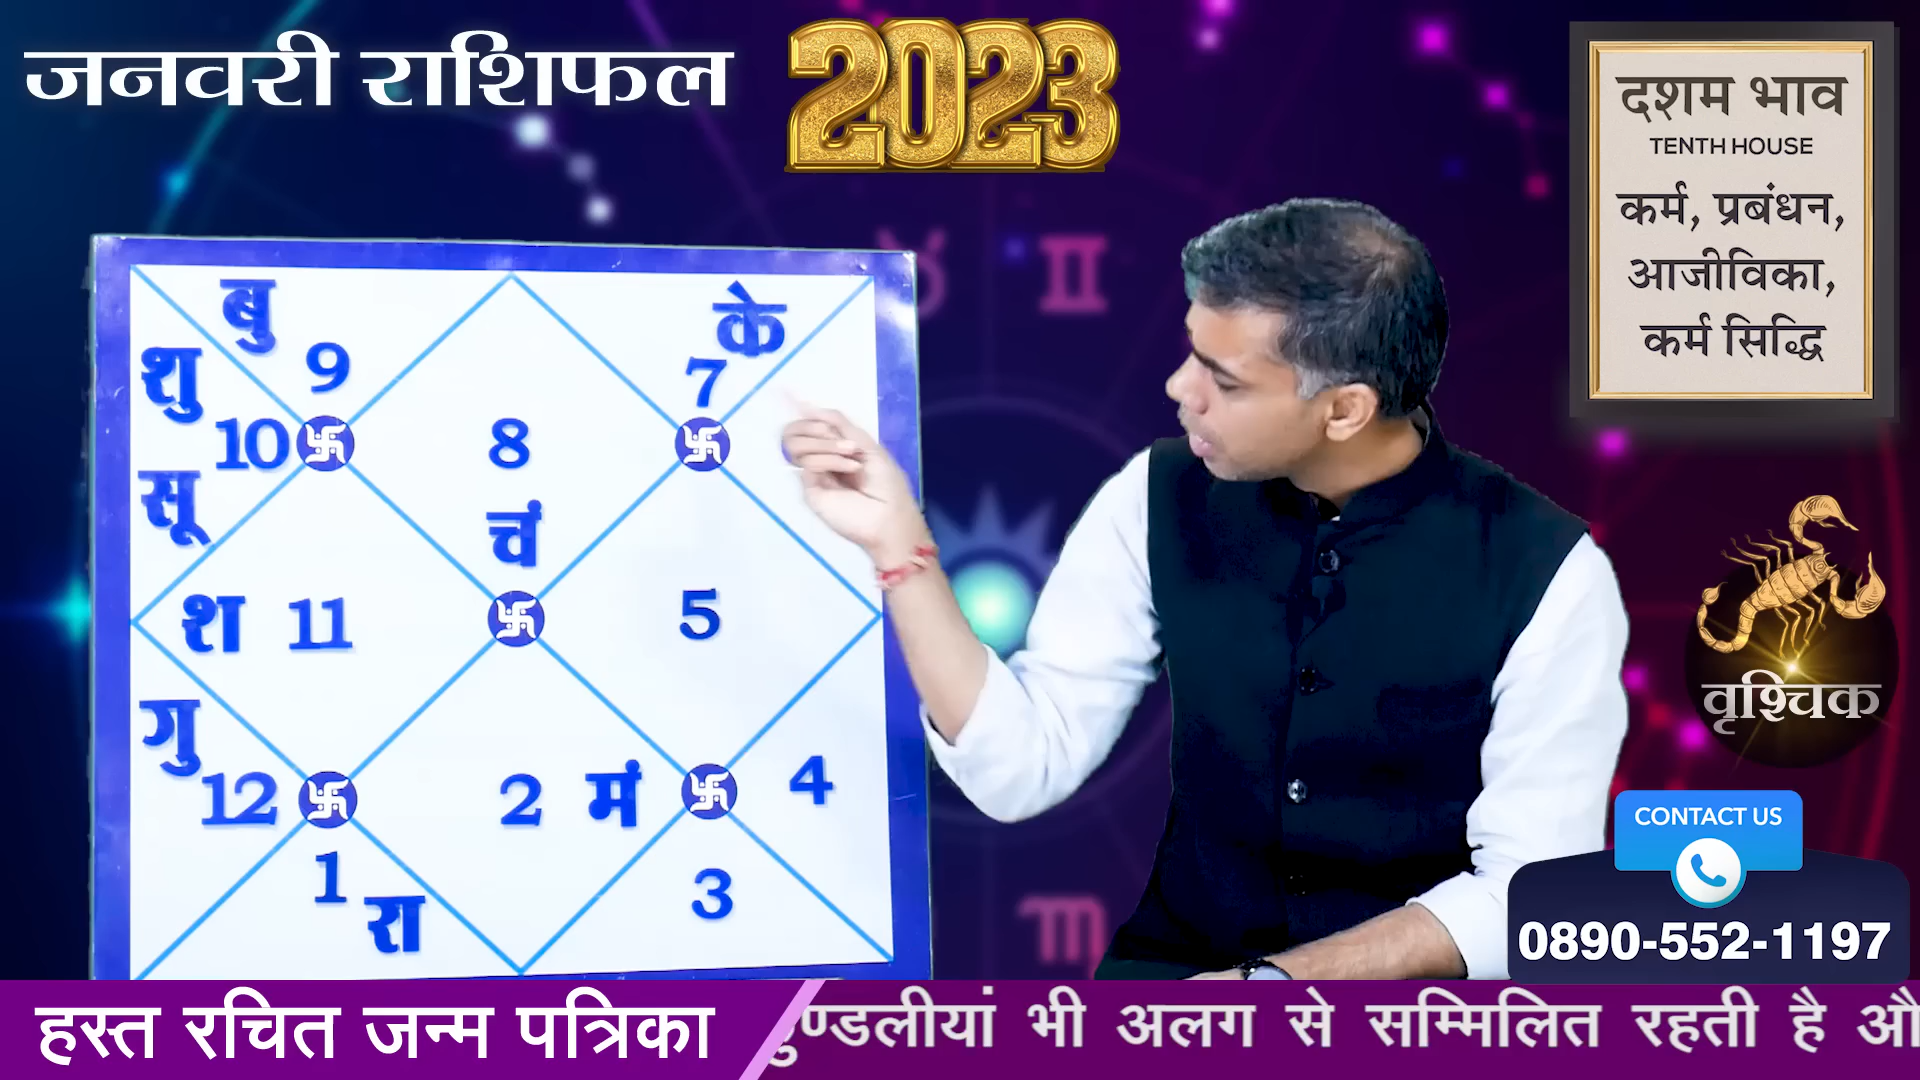 जनवरी राशिफल
2023
दशम भाव
TENTH HOUSE
कर्म, प्रबंधन,
आजीविका,
कर्म सिद्धि
बु
के
शु
9
7
10
8
सू
चं
श
11
5
गु
12
2
मं
4
1
रा
3
वृश्चिक
CONTACT US
0890-552-1197
हस्त रचित जन्म पत्रिका
भी अलग से सम्मिलित रहती है